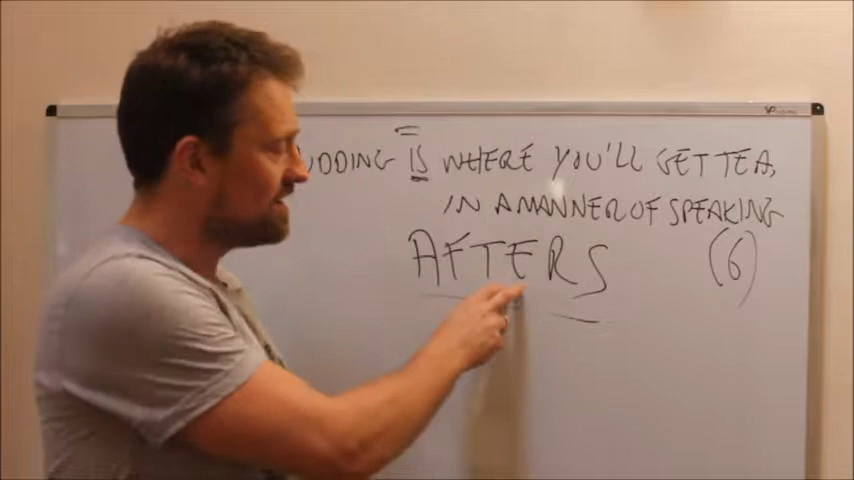 UDDING IS WHERE YOU'LL GET TEA,
IN A MANNER OF SPEAKING
AFTERS (6)